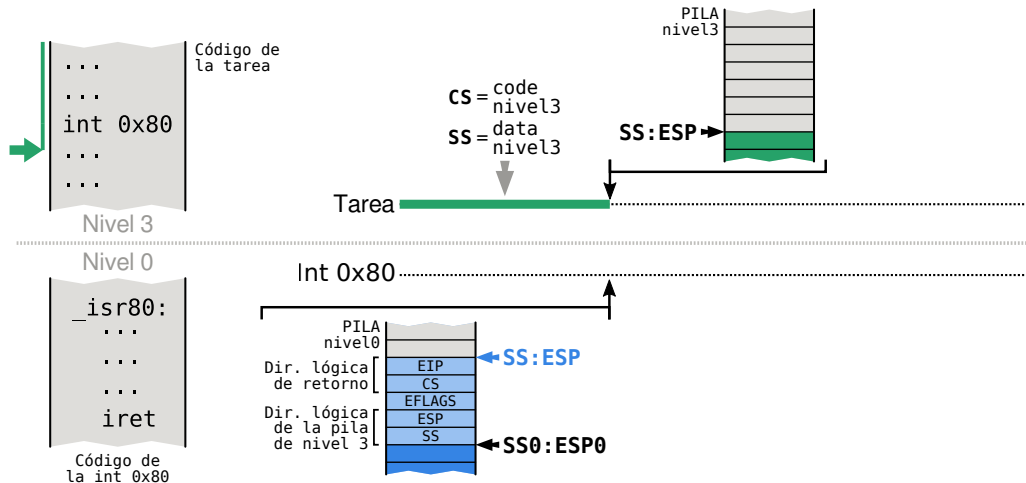 Código de
la tarea
...
...
int 0x80
...
...
Nivel 3
CS = code
nivel3
SS = data
nivel3
PILA
nivel3
SS:ESP
Tarea
Nivel 0
_isr80:
...
...
...
iret
Código de
la int 0x80
Int 0x80
PILA
nivel0
SS:ESP
Dir. lógica
de retorno
EIP
CS
EFLAGS
Dir. lógica
de la pila
de nivel 3
ESP
SS
SS0:ESP0